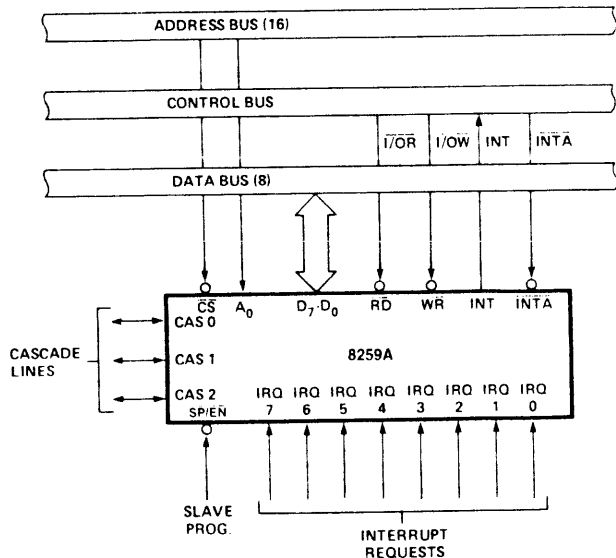 ADDRESS BUS (16)
CONTROL BUS
I/OR I/OW INT INTA
DATA BUS (8)
CS A0 D7-D0 RD WR INT INTA
CAS 0
CASCADE LINES
CAS 1
8259A
CAS 2
SP/EN
IRQ 7 IRQ 6 IRQ 5 IRQ 4 IRQ 3 IRQ 2 IRQ 1 IRQ 0
SLAVE PROG.
INTERRUPT REQUESTS